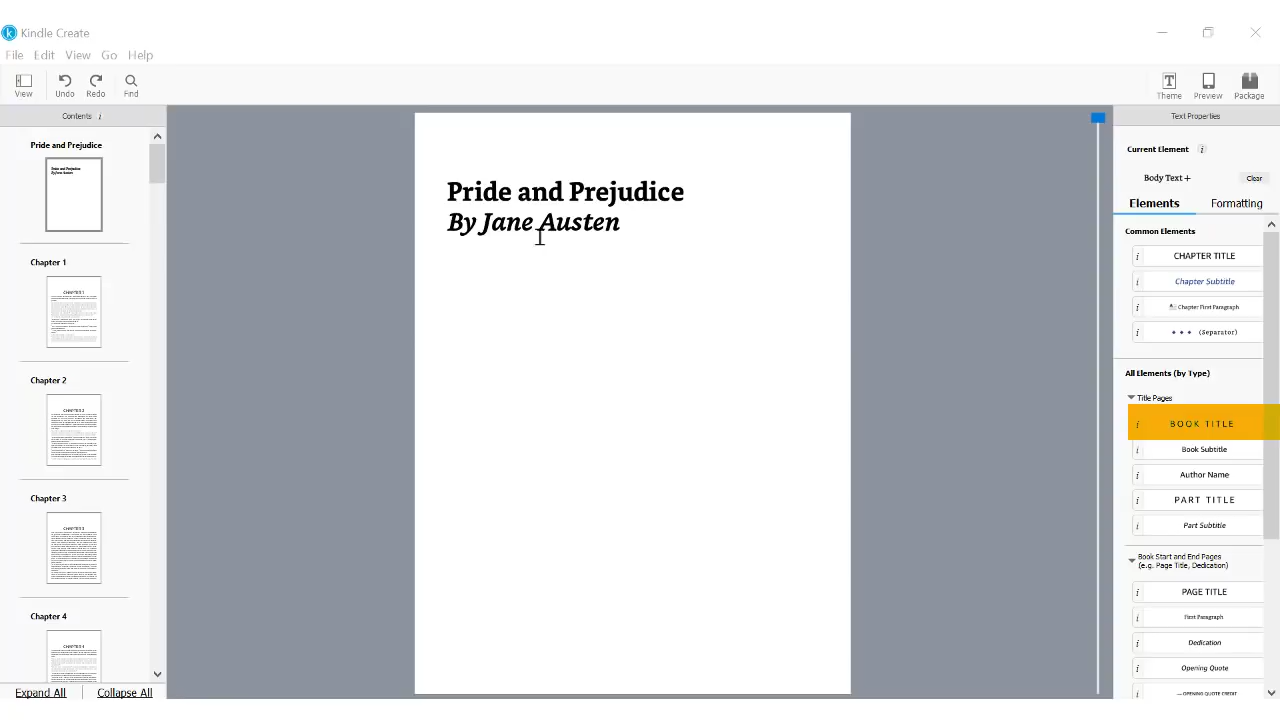 Kindle Create
File Edit View Go Help
View Undo Redo Find Theme Preview Package
Contents i
Pride and Prejudice
Chapter 1
Chapter 2
Chapter 3
Chapter 4
Expand All Collapse All
Pride and Prejudice
By Jane Austen
Text Properties
Current Element i
Body Text + Clear
Elements Formatting
Common Elements
i CHAPTER TITLE
i Chapter Subtitle
i Chapter First Paragraph
i (Separator)
All Elements (by Type)
Title Pages
i BOOK TITLE
i Book Subtitle
i Author Name
i PART TITLE
i Part Subtitle
Book Start and End Pages
(e.g. Page Title, Dedication)
i PAGE TITLE
i First Paragraph
i Dedication
i Opening Quote
i —OPENING QUOTE CREDIT